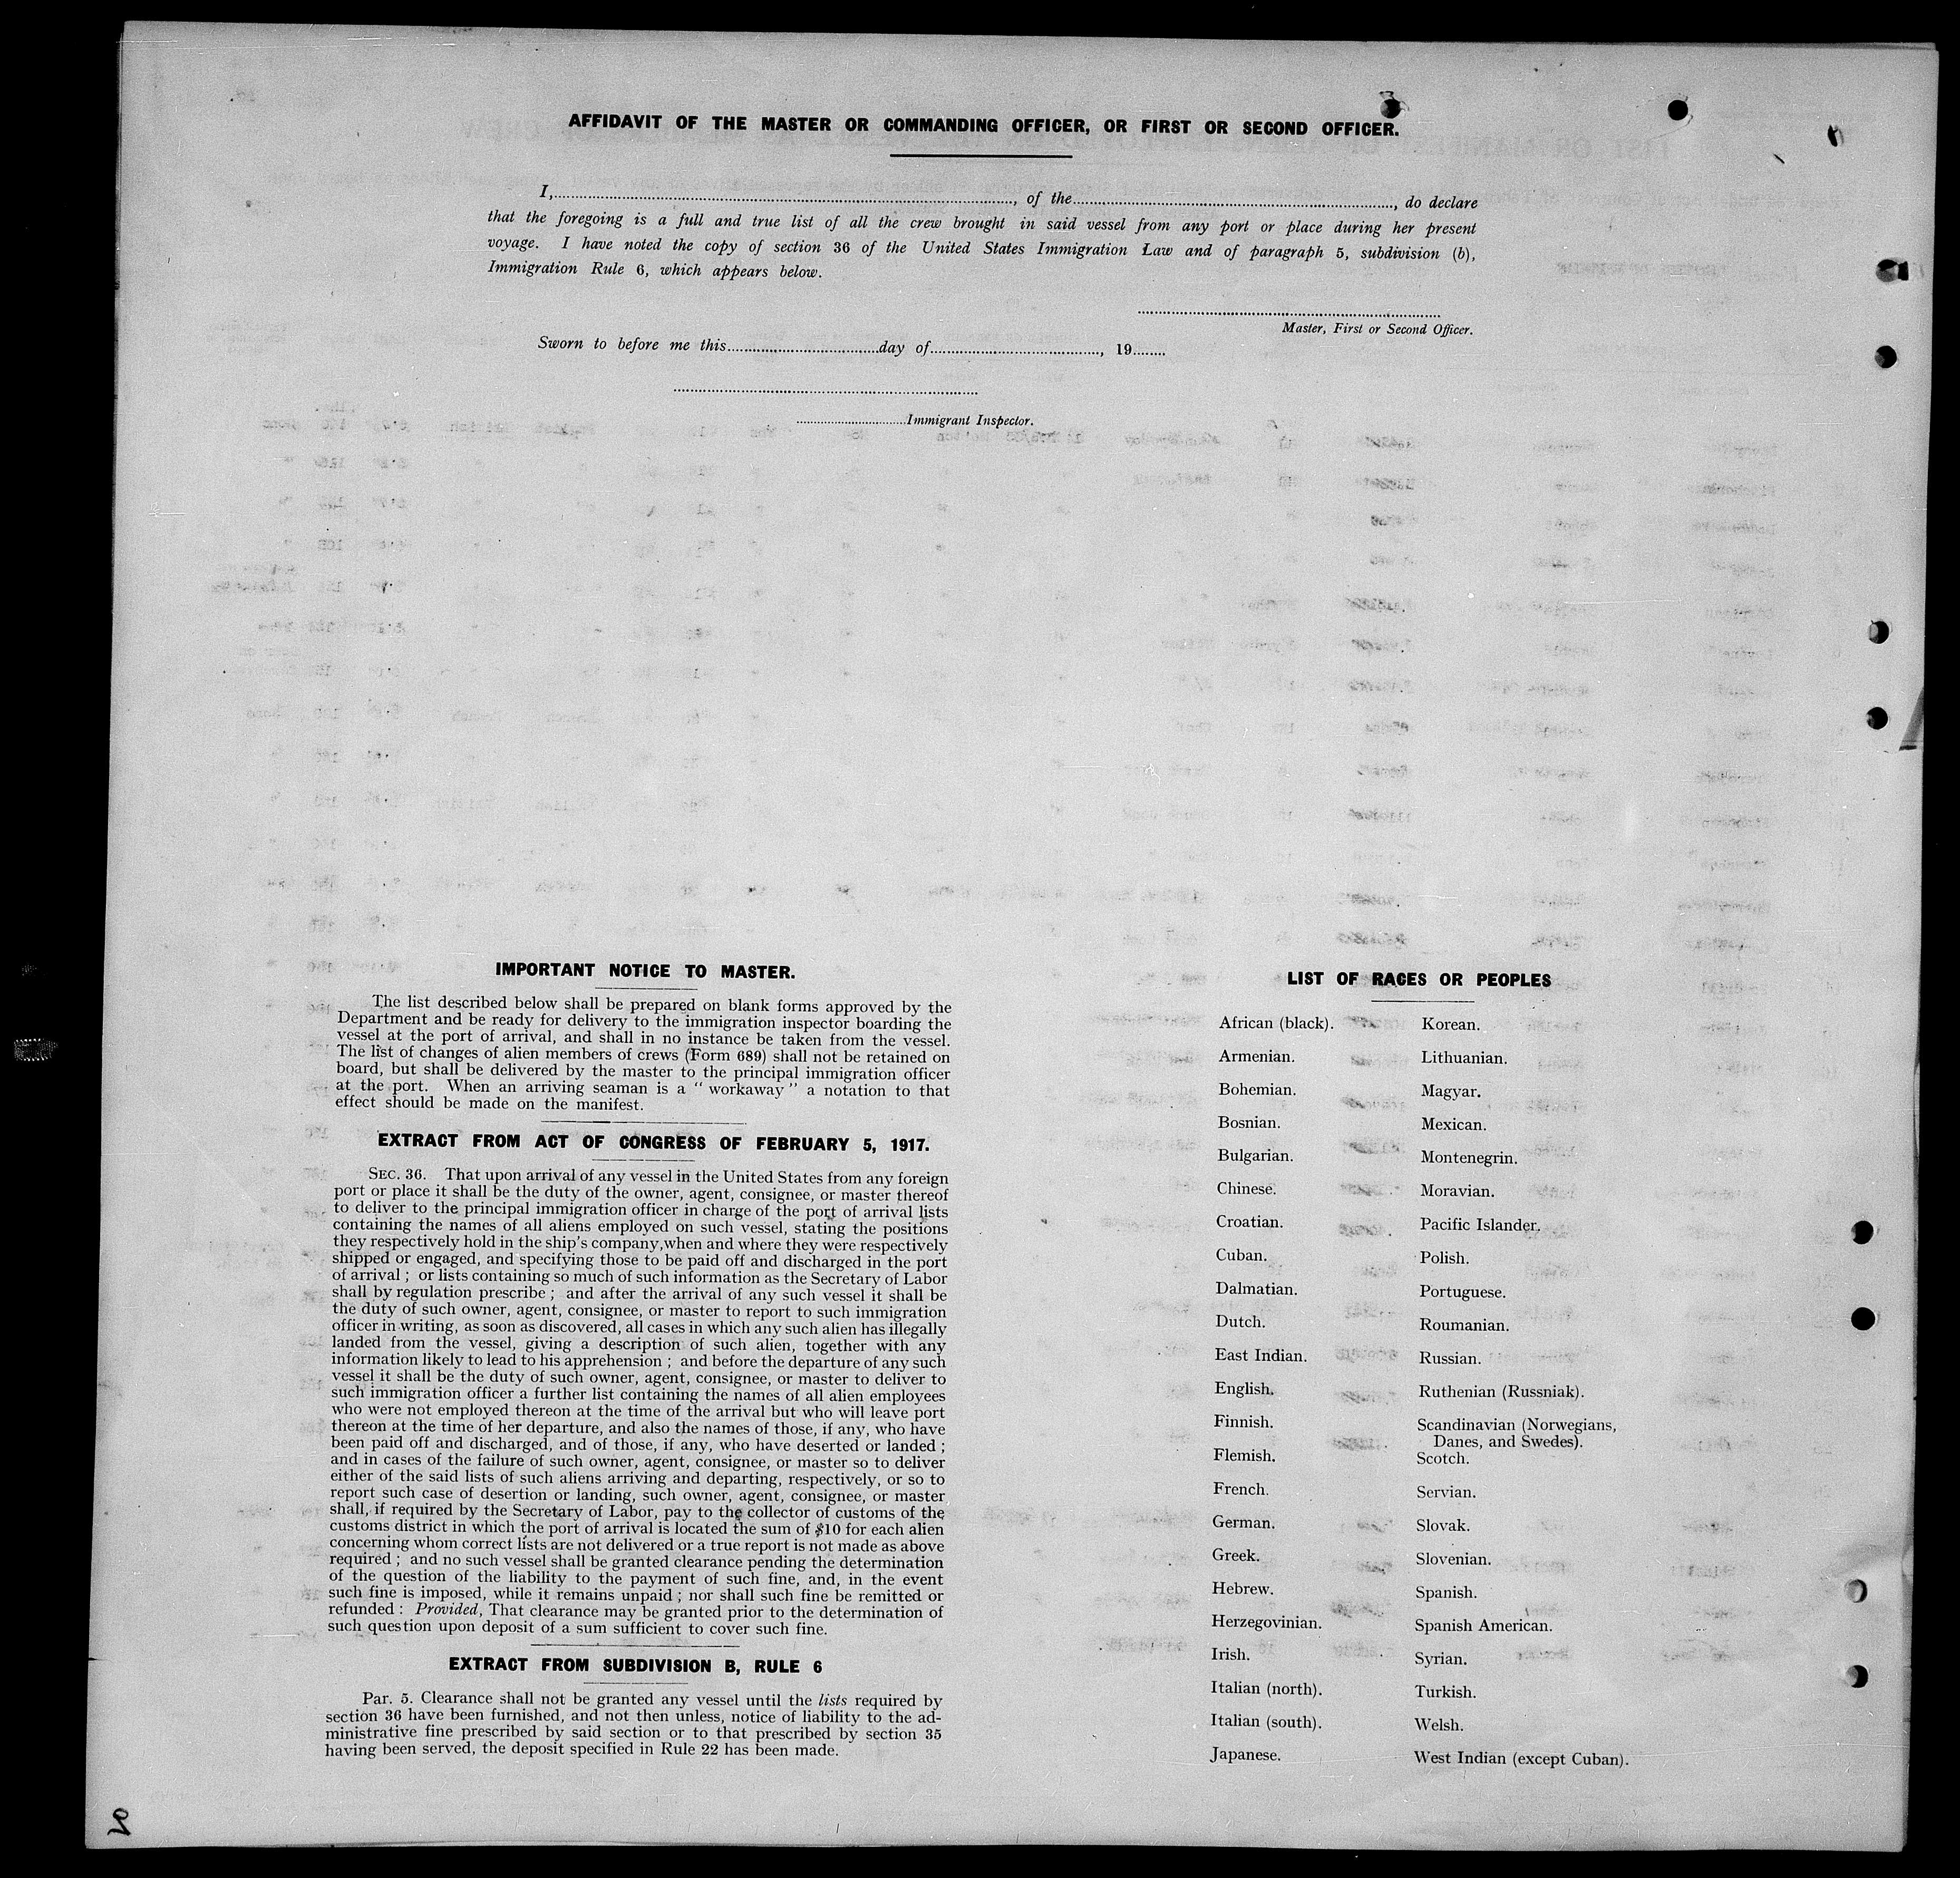 AFFIDAVIT OF THE MASTER OR COMMANDING OFFICER, OR FIRST OR SECOND OFFICER.
I,........................, of the........................, do declare
that the foregoing is a full and true list of all the crew brought in said vessel from any port or place during her present
voyage. I have noted the copy of section 36 of the United States Immigration Law and of paragraph 5, subdivision (b),
Immigration Rule 6, which appears below.
Master, First or Second Officer.
Sworn to before me this................day of................, 19........
................Immigrant Inspector.
IMPORTANT NOTICE TO MASTER.
The list described below shall be prepared on blank forms approved by the
Department and be ready for delivery to the immigration inspector boarding the
vessel at the port of arrival, and shall in no instance be taken from the vessel.
The list of changes of alien members of crews (Form 689) shall not be retained on
board, but shall be delivered by the master to the principal immigration officer
at the port. When an arriving seaman is a " workaway " a notation to that
effect should be made on the manifest.
EXTRACT FROM ACT OF CONGRESS OF FEBRUARY 5, 1917.
SEC. 36. That upon arrival of any vessel in the United States from any foreign
port or place it shall be the duty of the owner, agent, consignee, or master thereof
to deliver to the principal immigration officer in charge of the port of arrival lists
containing the names of all aliens employed on such vessel, stating the positions
they respectively hold in the ship's company,when and where they were respectively
shipped or engaged, and specifying those to be paid off and discharged in the port
of arrival ; or lists containing so much of such information as the Secretary of Labor
shall by regulation prescribe ; and after the arrival of any such vessel it shall be
the duty of such owner, agent, consignee, or master to report to such immigration
officer in writing, as soon as discovered, all cases in which any such alien has illegally
landed from the vessel, giving a description of such alien, together with any
information likely to lead to his apprehension ; and before the departure of any such
vessel it shall be the duty of such owner, agent, consignee, or master to deliver to
such immigration officer a further list containing the names of all alien employees
who were not employed thereon at the time of the arrival but who will leave port
thereon at the time of her departure, and also the names of those, if any, who have
been paid off and discharged, and of those, if any, who have deserted or landed ;
and in cases of the failure of such owner, agent, consignee, or master so to deliver
either of the said lists of such aliens arriving and departing, respectively, or so to
report such case of desertion or landing, such owner, agent, consignee, or master
shall, if required by the Secretary of Labor, pay to the collector of customs of the
customs district in which the port of arrival is located the sum of $10 for each alien
concerning whom correct lists are not delivered or a true report is not made as above
required ; and no such vessel shall be granted clearance pending the determination
of the question of the liability to the payment of such fine, and, in the event
such fine is imposed, while it remains unpaid ; nor shall such fine be remitted or
refunded : Provided, That clearance may be granted prior to the determination of
such question upon deposit of a sum sufficient to cover such fine.
EXTRACT FROM SUBDIVISION B, RULE 6
Par. 5. Clearance shall not be granted any vessel until the lists required by
section 36 have been furnished, and not then unless, notice of liability to the ad-
ministrative fine prescribed by said section or to that prescribed by section 35
having been served, the deposit specified in Rule 22 has been made.
LIST OF RACES OR PEOPLES
African (black).
Armenian.
Bohemian.
Bosnian.
Bulgarian.
Chinese.
Croatian.
Cuban.
Dalmatian.
Dutch.
East Indian.
English.
Finnish.
Flemish.
French.
German.
Greek.
Hebrew.
Herzegovinian.
Irish.
Italian (north).
Italian (south).
Japanese.
Korean.
Lithuanian.
Magyar.
Mexican.
Montenegrin.
Moravian.
Pacific Islander.
Polish.
Portuguese.
Roumanian.
Russian.
Ruthenian (Russniak).
Scandinavian (Norwegians,
Danes, and Swedes).
Scotch.
Servian.
Slovak.
Slovenian.
Spanish.
Spanish American.
Syrian.
Turkish.
Welsh.
West Indian (except Cuban).